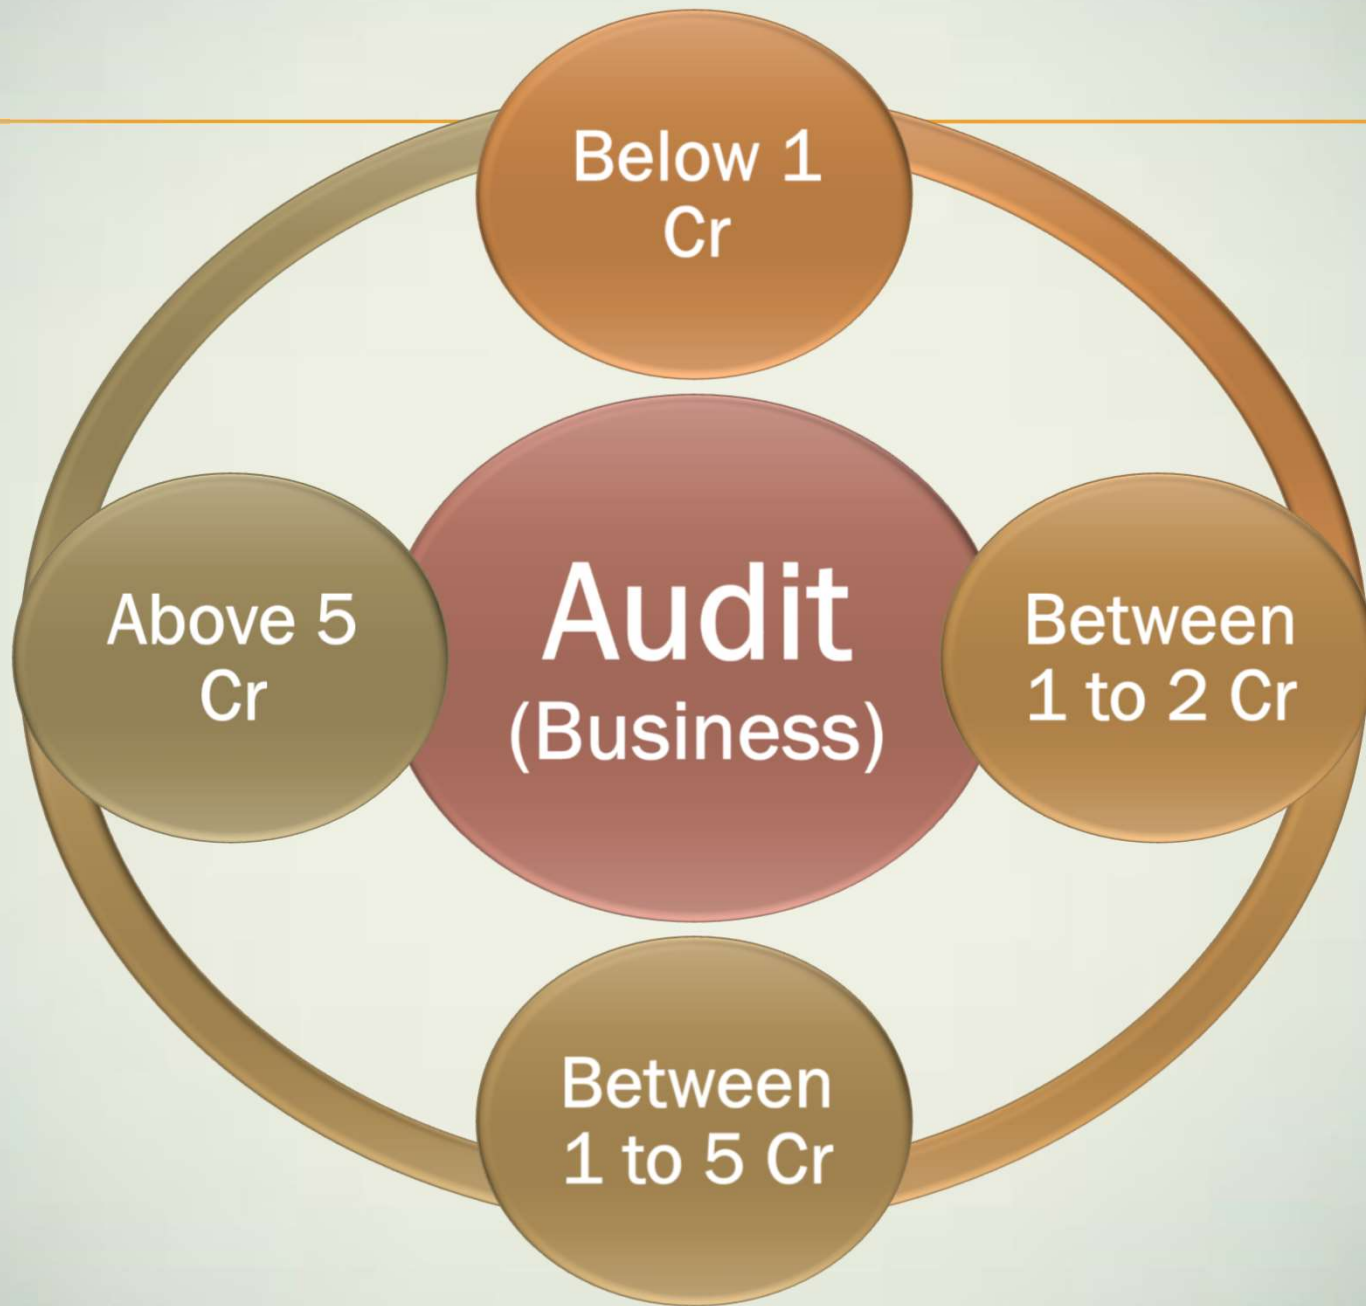 Below 1
Cr
Above 5
Cr
Audit
(Business)
Between
1 to 2 Cr
Between
1 to 5 Cr